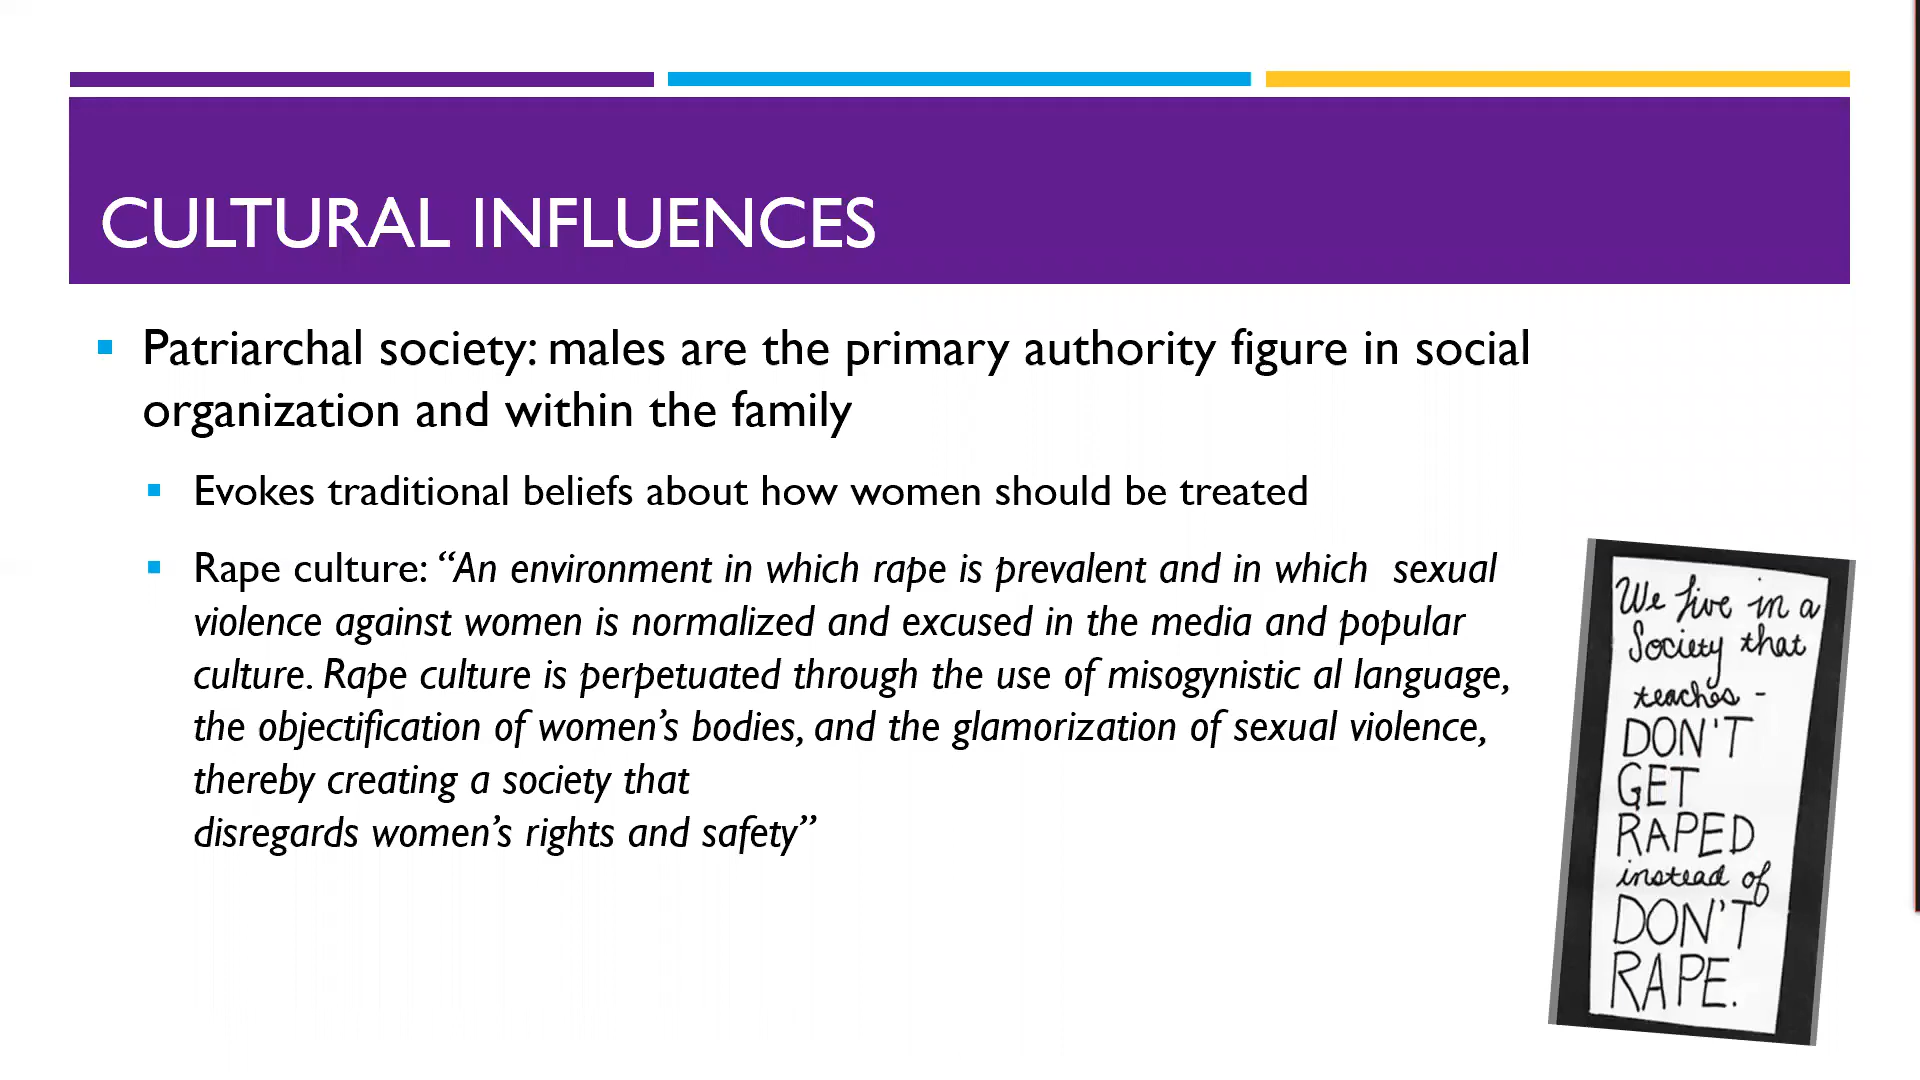 CULTURAL INFLUENCES
Patriarchal society: males are the primary authority figure in social
organization and within the family
Evokes traditional beliefs about how women should be treated
Rape culture: “An environment in which rape is prevalent and in which sexual
violence against women is normalized and excused in the media and popular
culture. Rape culture is perpetuated through the use of misogynistic al language,
the objectification of women’s bodies, and the glamorization of sexual violence,
thereby creating a society that
disregards women’s rights and safety”
We live in a
Society that
teaches -
DON'T
GET
RAPED
instead of
DON'T
RAPE.